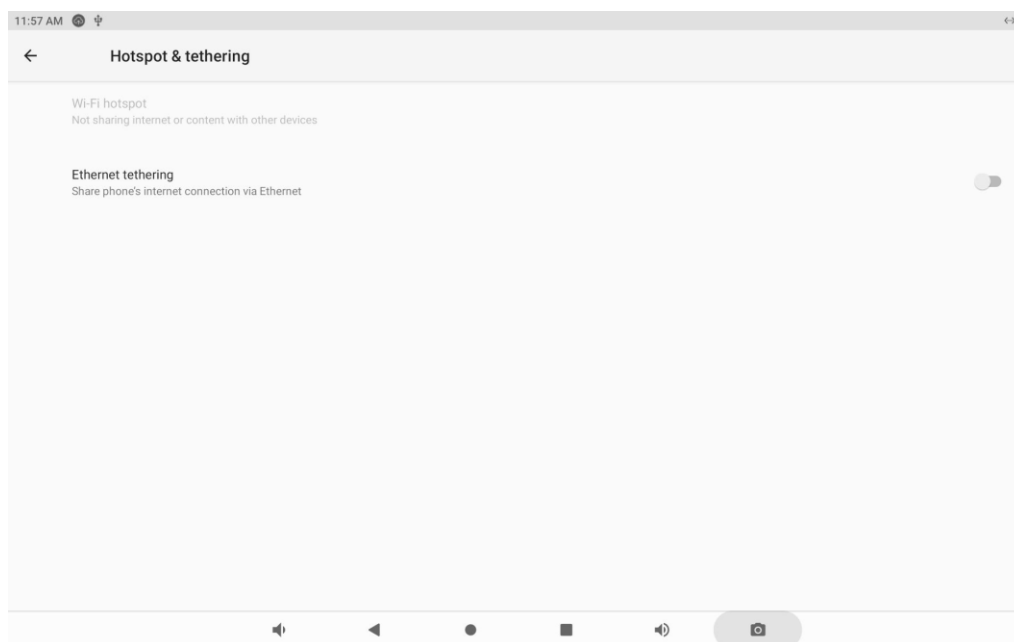 11:57 AM
Hotspot & tethering
Wi-Fi hotspot
Not sharing internet or content with other devices
Ethernet tethering
Share phone's internet connection via Ethernet